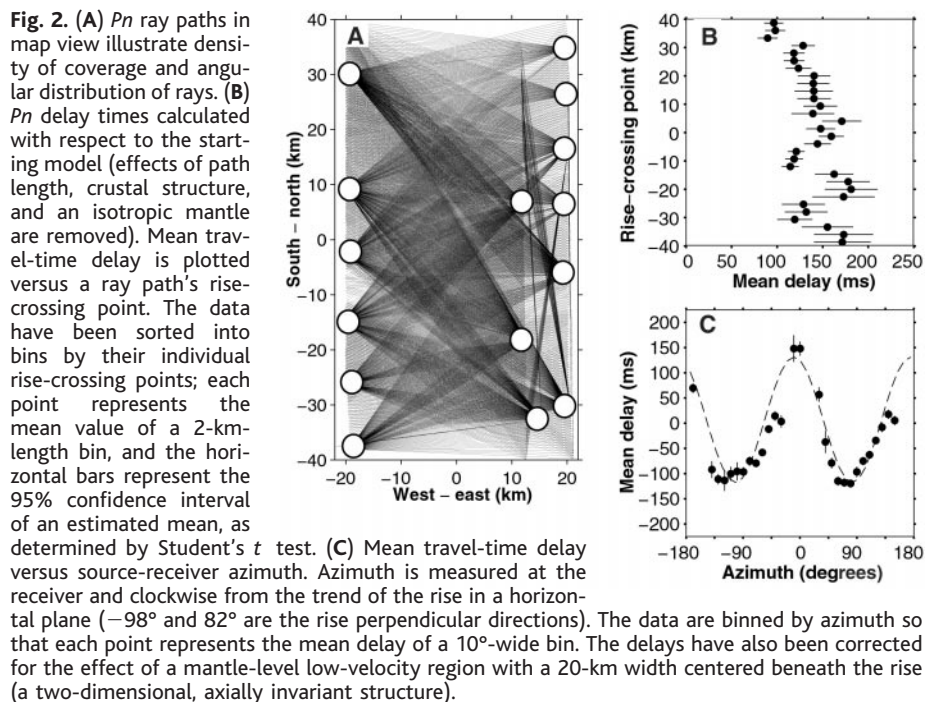 Fig. 2. (A) Pn ray paths in
map view illustrate densi-
ty of coverage and angu-
lar distribution of rays. (B)
Pn delay times calculated
with respect to the start-
ing model (effects of path
length, crustal structure,
and an isotropic mantle
are removed). Mean trav-
el-time delay is plotted
versus a ray path's rise-
crossing point. The data
have been sorted into
bins by their individual
rise-crossing points; each
point represents the
mean value of a 2-km-
length bin, and the hori-
zontal bars represent the
95% confidence interval
of an estimated mean, as
determined by Student's t test. (C) Mean travel-time delay
versus source-receiver azimuth. Azimuth is measured at the
receiver and clockwise from the trend of the rise in a horizon-
tal plane (−98° and 82° are the rise perpendicular directions). The data are binned by azimuth so
that each point represents the mean delay of a 10°-wide bin. The delays have also been corrected
for the effect of a mantle-level low-velocity region with a 20-km width centered beneath the rise
(a two-dimensional, axially invariant structure).
A
South – north (km)
40
30
20
10
0
−10
−20
−30
−40
−20 −10 0 10 20
West – east (km)
B
Rise–crossing point (km)
40
30
20
10
0
−10
−20
−30
−40
0 50 100 150 200 250
Mean delay (ms)
C
Mean delay (ms)
200
150
100
50
0
−50
−100
−150
−200
−180 −90 0 90 180
Azimuth (degrees)